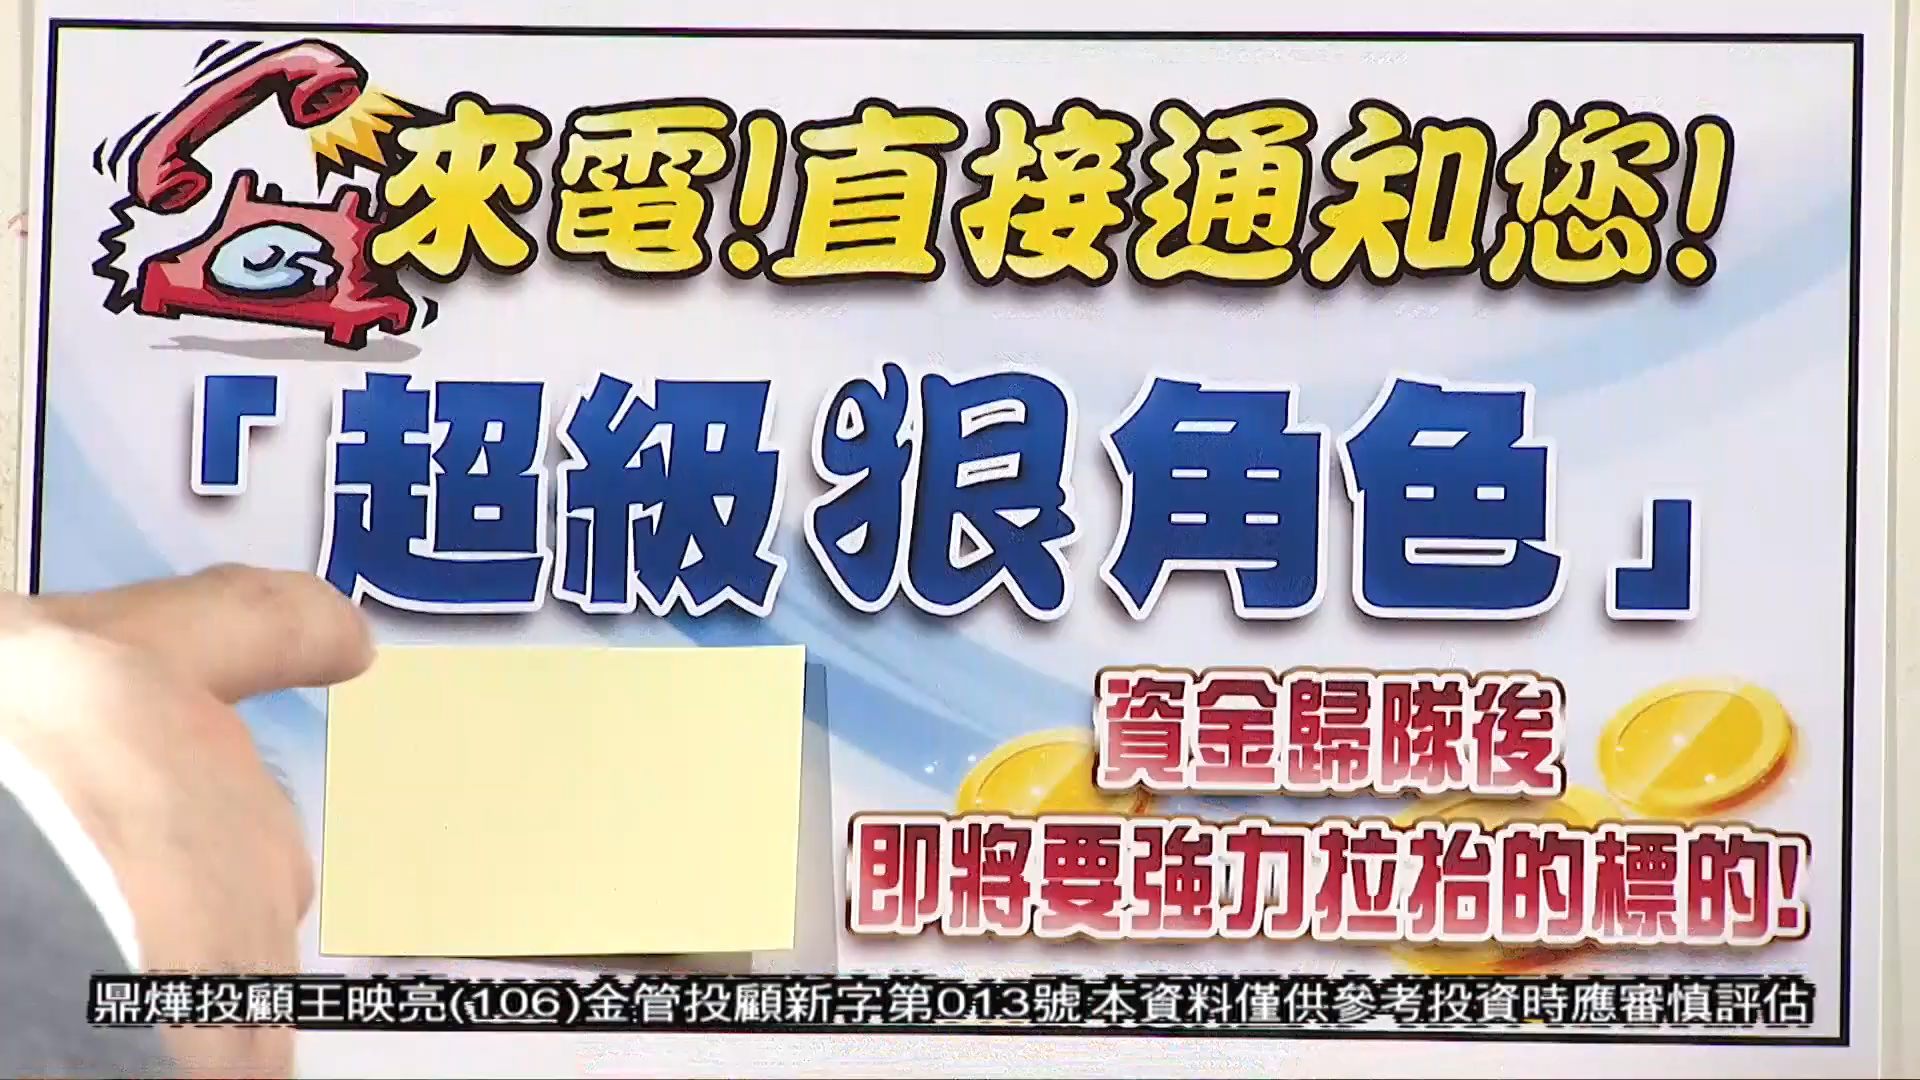 來電!直接通知您!
「超級狠角色」
資金歸隊後
即將要強力拉抬的標的!
鼎燁投顧王映亮(106)金管投顧新字第013號 本資料僅供參考投資時應審慎評估